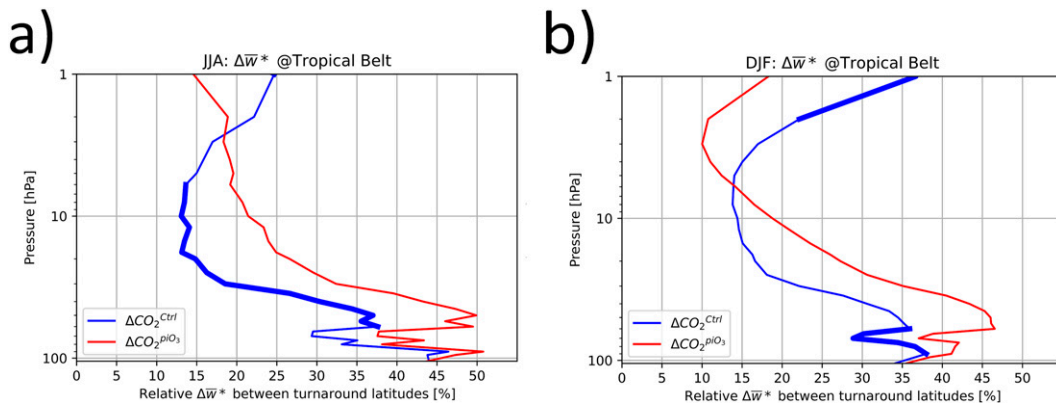 a)
JJA: Δw̅* @Tropical Belt
1
10
100
Pressure [hPa]
ΔCO₂^Ctrl
ΔCO₂^piO₃
0 5 10 15 20 25 30 35 40 45 50
Relative Δw̅* between turnaround latitudes [%]
b)
DJF: Δw̅* @Tropical Belt
1
10
100
Pressure [hPa]
ΔCO₂^Ctrl
ΔCO₂^piO₃
0 5 10 15 20 25 30 35 40 45 50
Relative Δw̅* between turnaround latitudes [%]